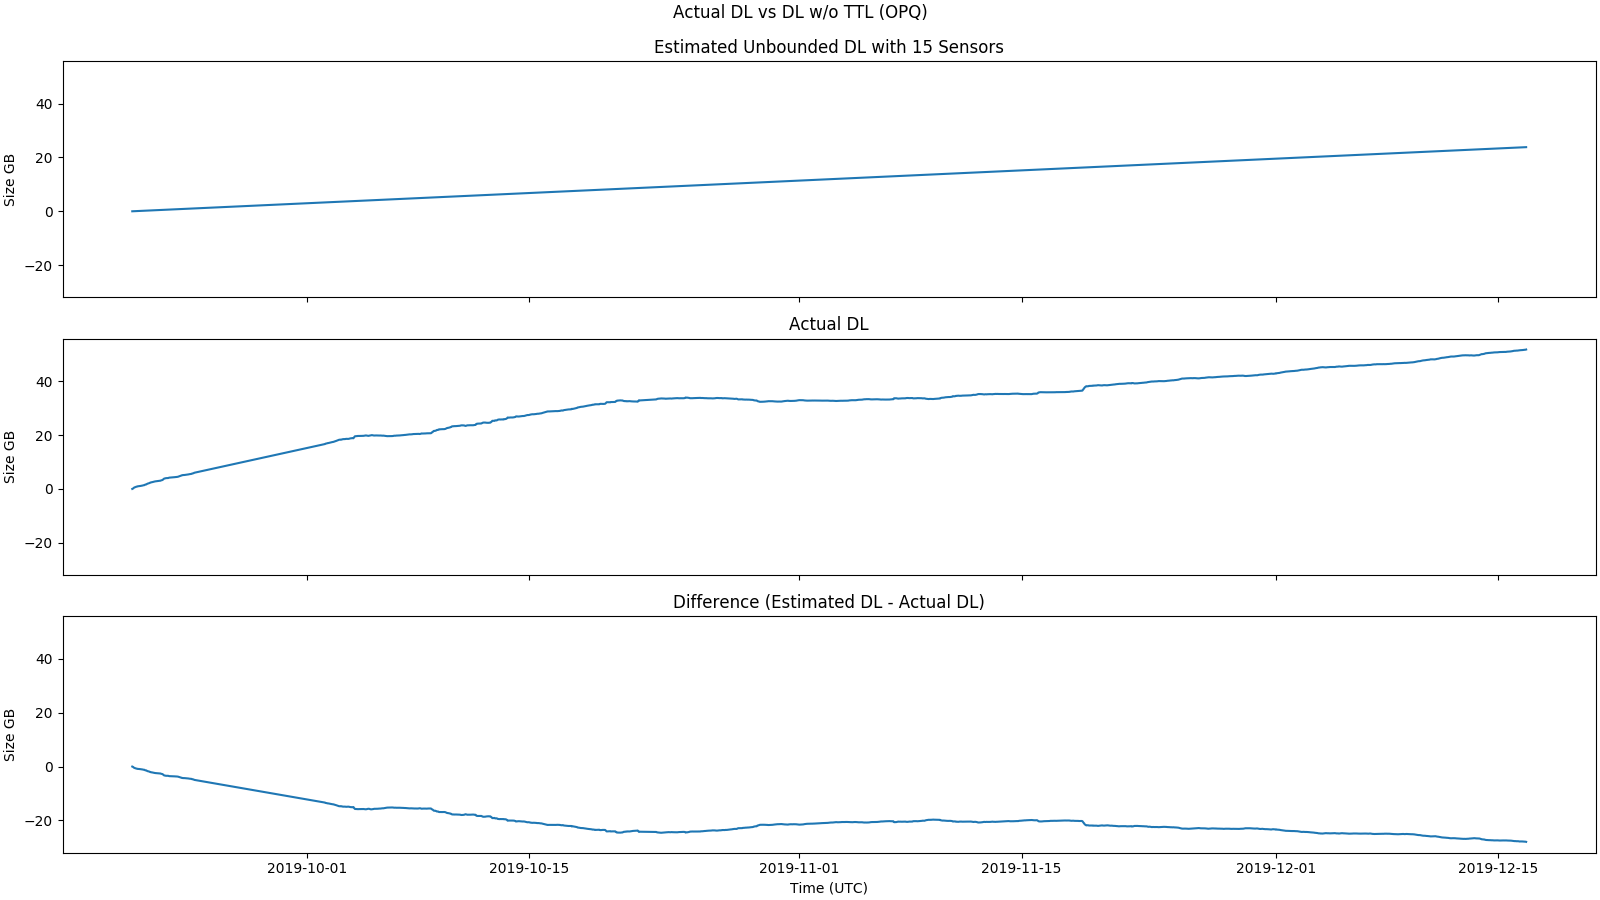 Actual DL vs DL w/o TTL (OPQ)
Estimated Unbounded DL with 15 Sensors
40
20
0
−20
Size GB
Actual DL
40
20
0
−20
Size GB
Difference (Estimated DL - Actual DL)
40
20
0
−20
Size GB
2019-10-01 2019-10-15 2019-11-01 2019-11-15 2019-12-01 2019-12-15
Time (UTC)